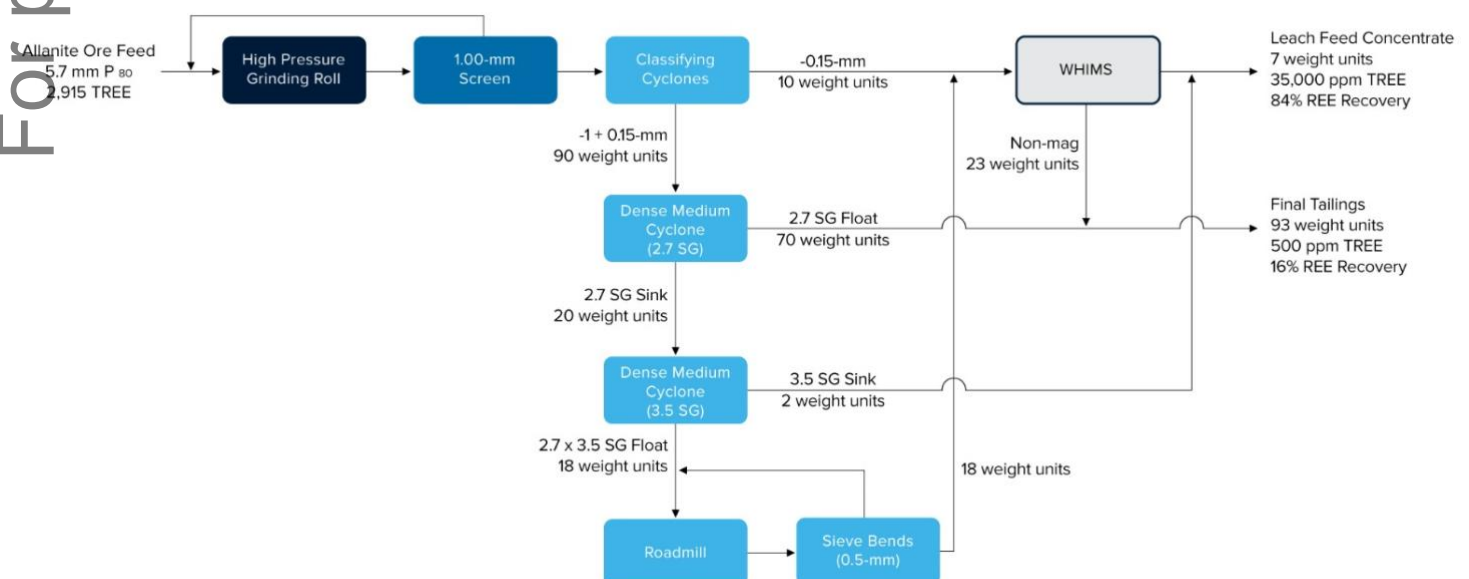 For p
Allanite Ore Feed
5.7 mm P 80
2,915 TREE
High Pressure
Grinding Roll
1.00-mm
Screen
Classifying
Cyclones
-0.15-mm
10 weight units
WHIMS
Leach Feed Concentrate
7 weight units
35,000 ppm TREE
84% REE Recovery
-1 + 0.15-mm
90 weight units
Non-mag
23 weight units
Dense Medium
Cyclone
(2.7 SG)
2.7 SG Float
70 weight units
Final Tailings
93 weight units
500 ppm TREE
16% REE Recovery
2.7 SG Sink
20 weight units
Dense Medium
Cyclone
(3.5 SG)
3.5 SG Sink
2 weight units
2.7 x 3.5 SG Float
18 weight units
18 weight units
Roadmill
Sieve Bends
(0.5-mm)